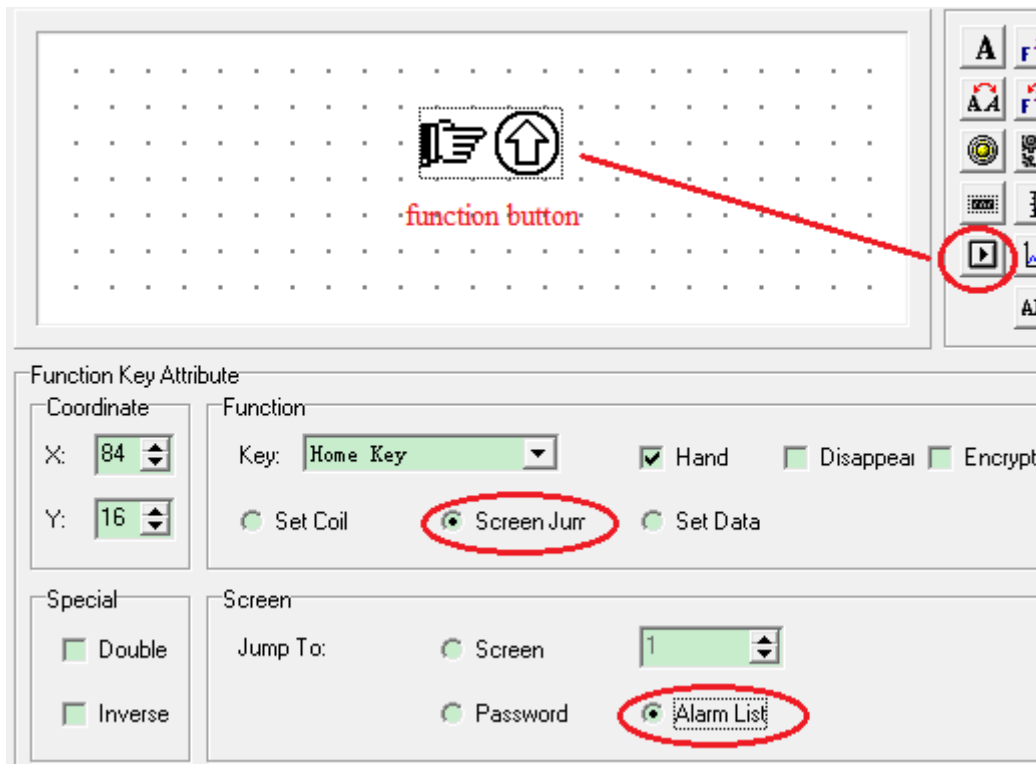 A F
AA F
function button
Function Key Attribute
Coordinate
Function
X: 84
Key: Home Key
Hand
Disappear
Encrypt
Y: 16
Set Coil
Screen Jum
Set Data
Special
Screen
Double
Jump To:
Screen
1
Inverse
Password
Alarm List